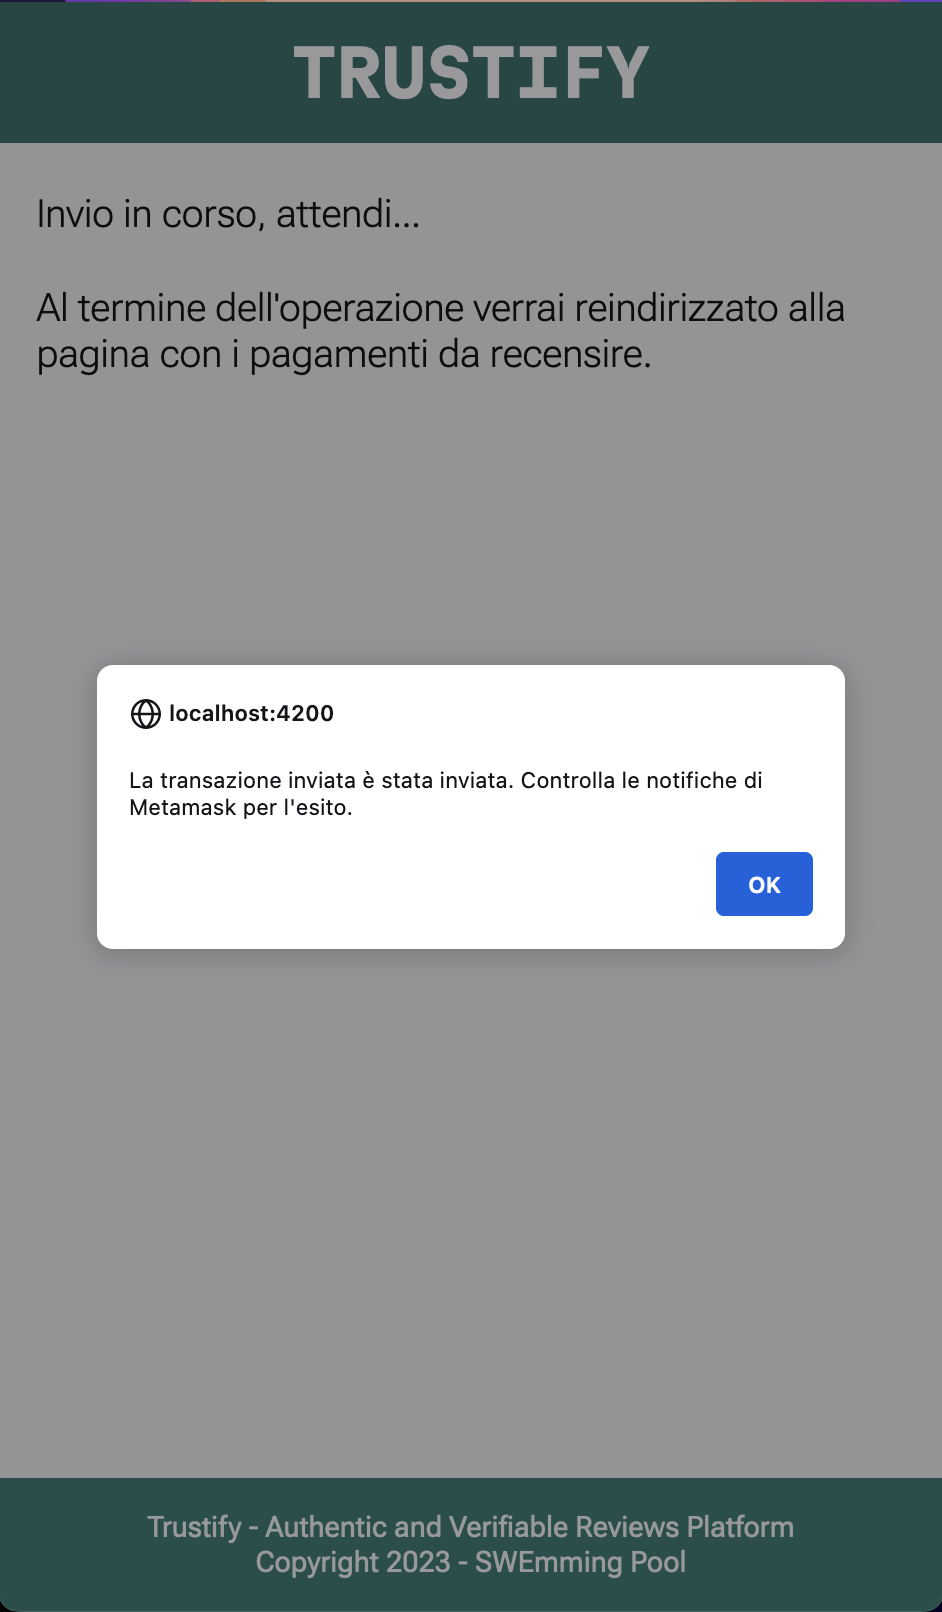 TRUSTIFY
Invio in corso, attendi...
Al termine dell'operazione verrai reindirizzato alla
pagina con i pagamenti da recensire.
localhost:4200
La transazione inviata è stata inviata. Controlla le notifiche di
Metamask per l'esito.
OK
Trustify - Authentic and Verifiable Reviews Platform
Copyright 2023 - SWEmming Pool